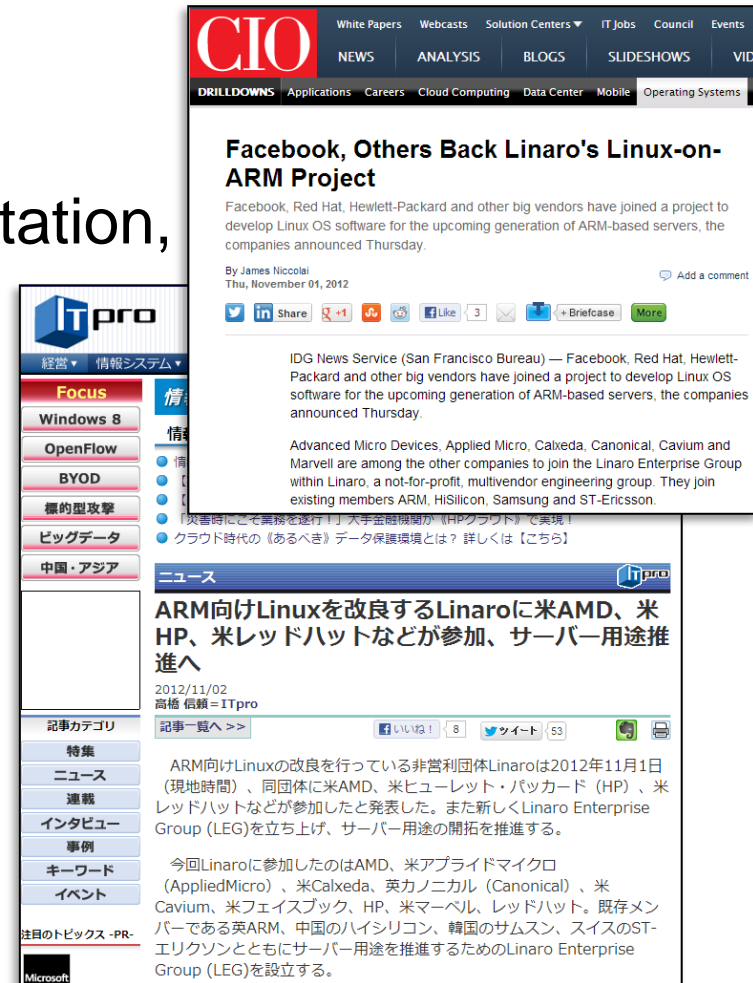 CIO
White Papers Webcasts Solution Centers▼ IT Jobs Council Events
NEWS ANALYSIS BLOGS SLIDESHOWS
DRILLDOWNS Applications Careers Cloud Computing Data Center Mobile Operating Systems
Facebook, Others Back Linaro's Linux-on-
ARM Project
Facebook, Red Hat, Hewlett-Packard and other big vendors have joined a project to
develop Linux OS software for the upcoming generation of ARM-based servers, the
companies announced Thursday.
By James Niccolai
Thu, November 01, 2012
Add a comment
Share +1 Like 3 + Briefcase More
IDG News Service (San Francisco Bureau) — Facebook, Red Hat, Hewlett-
Packard and other big vendors have joined a project to develop Linux OS
software for the upcoming generation of ARM-based servers, the companies
announced Thursday.
Advanced Micro Devices, Applied Micro, Calxeda, Canonical, Cavium and
Marvell are among the other companies to join the Linaro Enterprise Group
within Linaro, a not-for-profit, multivendor engineering group. They join
existing members ARM, HiSilicon, Samsung and ST-Ericsson.
tation,
ITpro
経営▼ 情報システム▼
Focus
Windows 8
OpenFlow
BYOD
標的型攻撃
ビッグデータ
中国・アジア
「災害時にこそ業務を遂行！」大手金融機関が《HPクラウド》で実現！
クラウド時代の《あるべき》データ保護環境とは？ 詳しくは【こちら】
ニュース
ITpro
ARM向けLinuxを改良するLinaroに米AMD、米
HP、米レッドハットなどが参加、サーバー用途推
進へ
2012/11/02
高橋 信頼＝ITpro
記事一覧へ >>
いいね！ 8 ツイート 53
ARM向けLinuxの改良を行っている非営利団体Linaroは2012年11月1日
（現地時間）、同団体に米AMD、米ヒューレット・パッカード（HP）、米
レッドハットなどが参加したと発表した。また新しくLinaro Enterprise
Group (LEG)を立ち上げ、サーバー用途の開拓を推進する。
今回Linaroに参加したのはAMD、米アプライドマイクロ
（AppliedMicro）、米Calxeda、英カノニカル（Canonical）、米
Cavium、米フェイスブック、HP、米マーベル、レッドハット。既存メン
バーである英ARM、中国のハイシリコン、韓国のサムスン、スイスのST-
エリクソンとともにサーバー用途を推進するためのLinaro Enterprise
Group (LEG)を設立する。
記事カテゴリ
特集
ニュース
連載
インタビュー
事例
キーワード
イベント
注目のトピックス -PR-
Microsoft